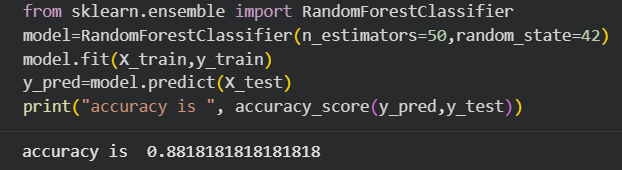 from sklearn.ensemble import RandomForestClassifier
model=RandomForestClassifier(n_estimators=50,random_state=42)
model.fit(X_train,y_train)
y_pred=model.predict(X_test)
print("accuracy is ", accuracy_score(y_pred,y_test))
accuracy is  0.8818181818181818